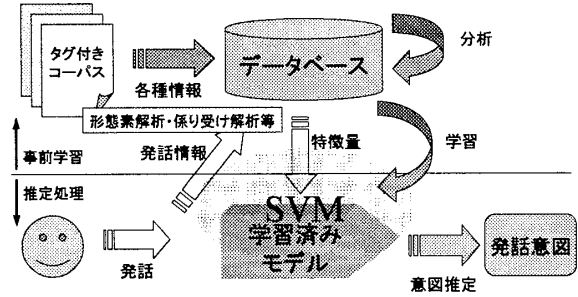 タグ付き
コーパス
各種情報
データベース
分析
形態素解析・係り受け解析等
発話情報
特徴量
学習
事前学習
推定処理
発話
SVM
学習済み
モデル
意図推定
発話意図